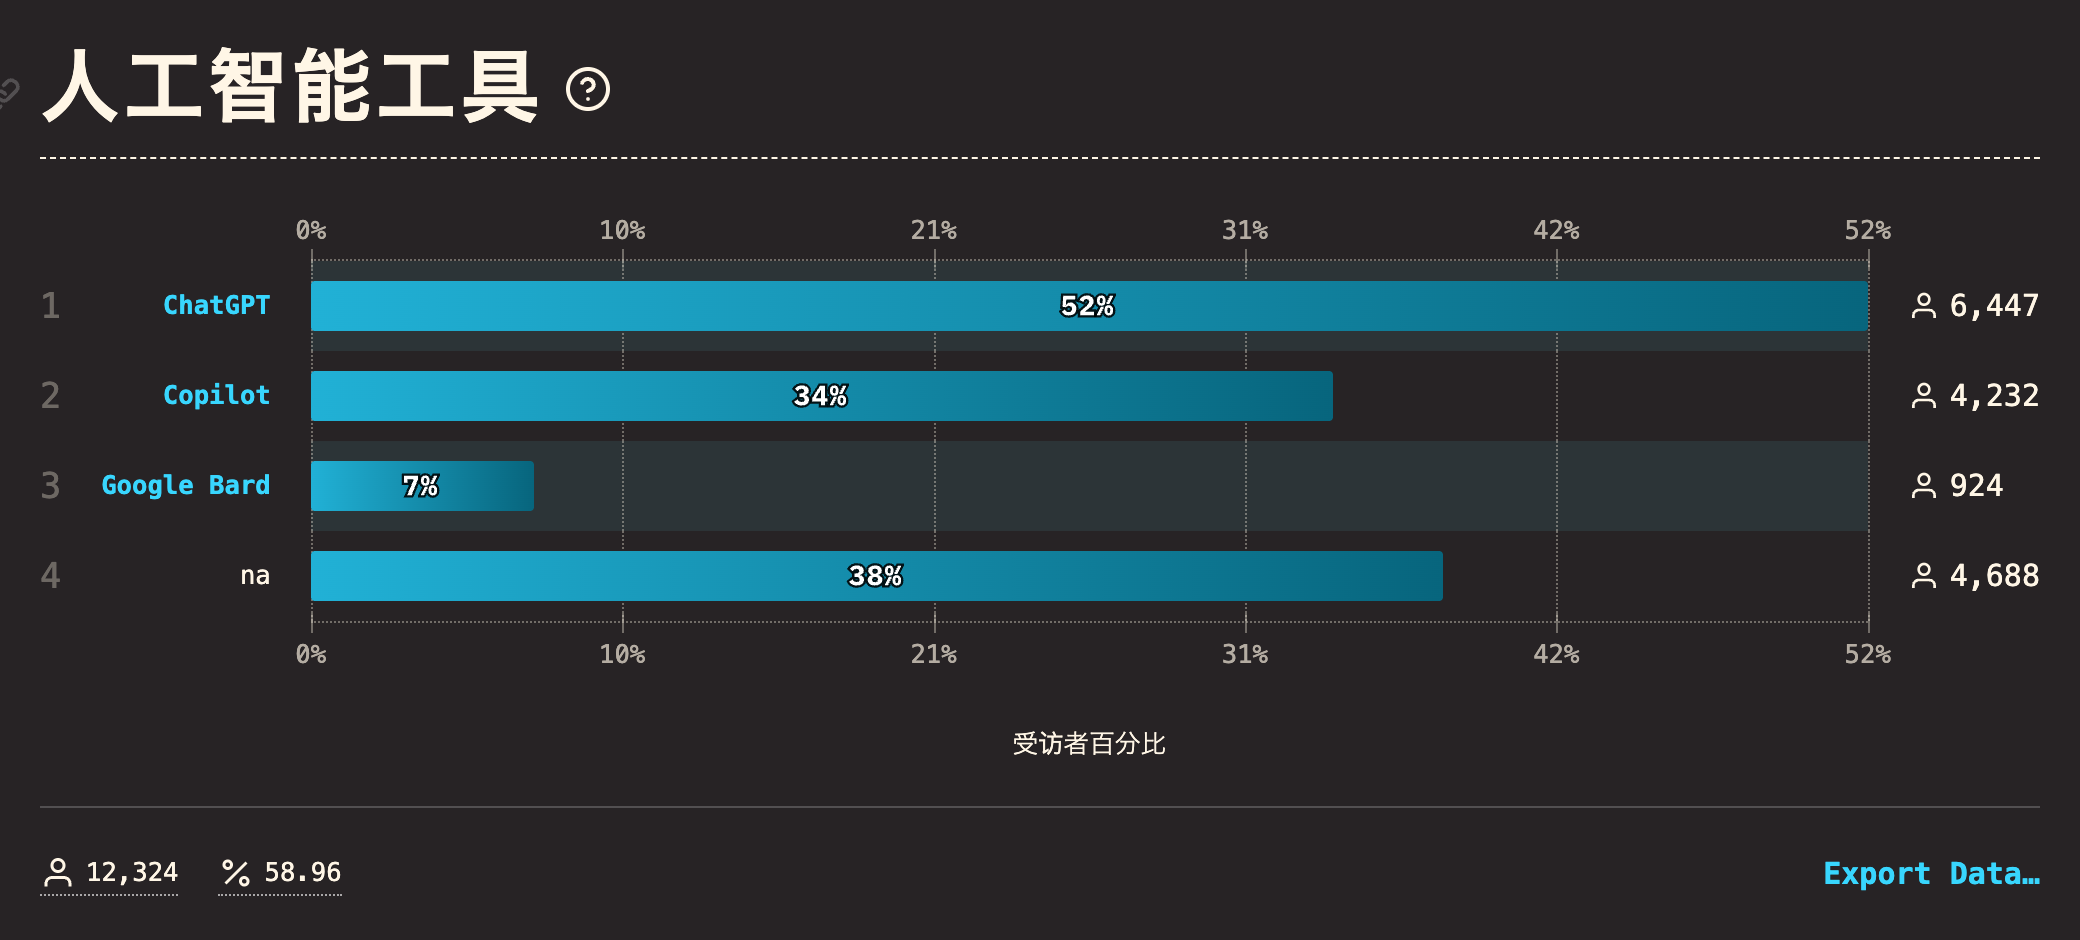 人工智能工具 ?
0% 10% 21% 31% 42% 52%
1 ChatGPT 52% 6,447
2 Copilot 34% 4,232
3 Google Bard 7% 924
4 na 38% 4,688
0% 10% 21% 31% 42% 52%
受访者百分比
12,324 % 58.96 Export Data…